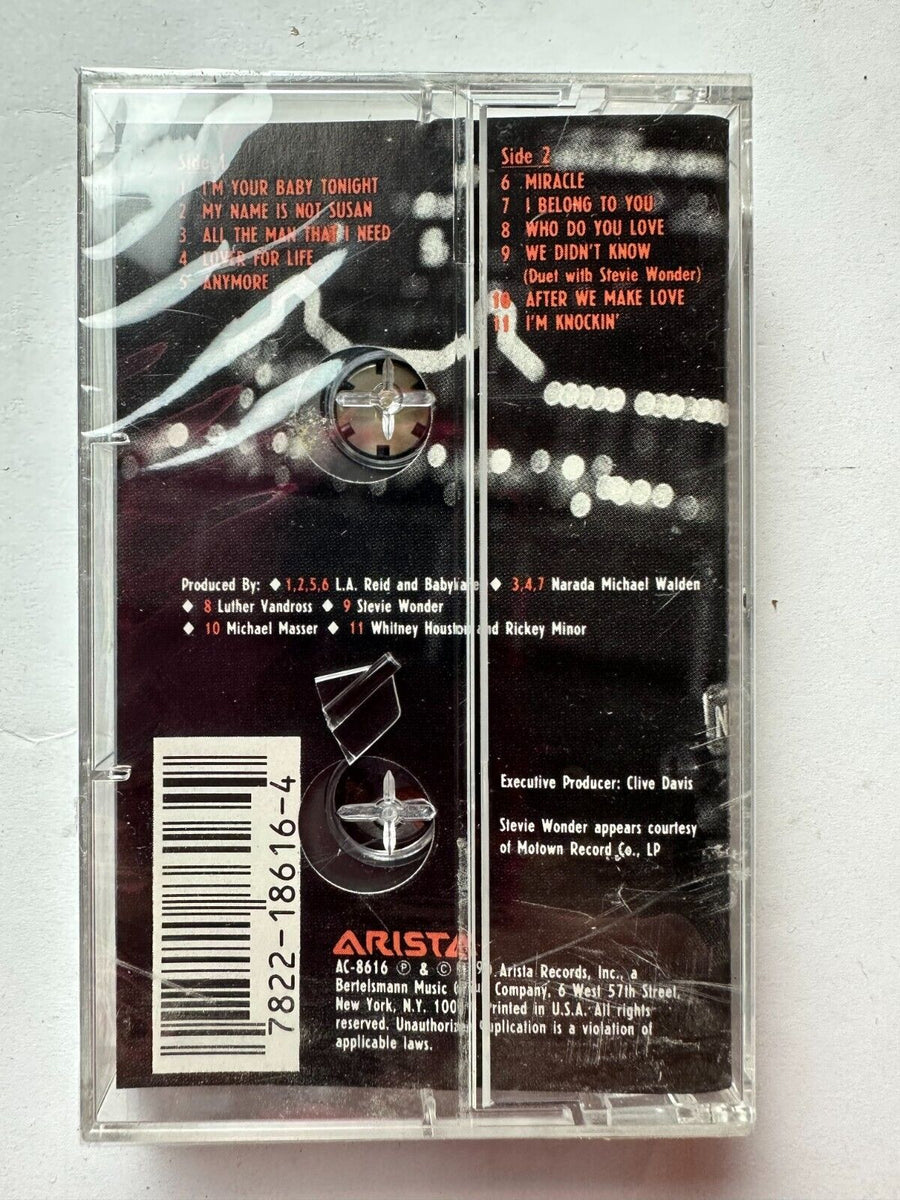 Side 1
1 I'M YOUR BABY TONIGHT
2 MY NAME IS NOT SUSAN
3 ALL THE MAN THAT I NEED
4 LOVER FOR LIFE
5 ANYMORE
Side 2
6 MIRACLE
7 I BELONG TO YOU
8 WHO DO YOU LOVE
9 WE DIDN'T KNOW
(Duet with Stevie Wonder)
10 AFTER WE MAKE LOVE
11 I'M KNOCKIN'
Produced By: ◆ 1,2,5,6 L.A. Reid and Babyface ◆ 3,4,7 Narada Michael Walden
◆ 8 Luther Vandross ◆ 9 Stevie Wonder
◆ 10 Michael Masser ◆ 11 Whitney Houston and Rickey Minor
Executive Producer: Clive Davis
Stevie Wonder appears courtesy
of Motown Record Co., LP
7822-18616-4
ARISTA
AC-8616 ℗ & © Arista Records, Inc., a
Bertelsmann Music Group Company, 6 West 57th Street,
New York, N.Y. Printed in U.S.A. All rights
reserved. Unauthorized duplication is a violation of
applicable laws.